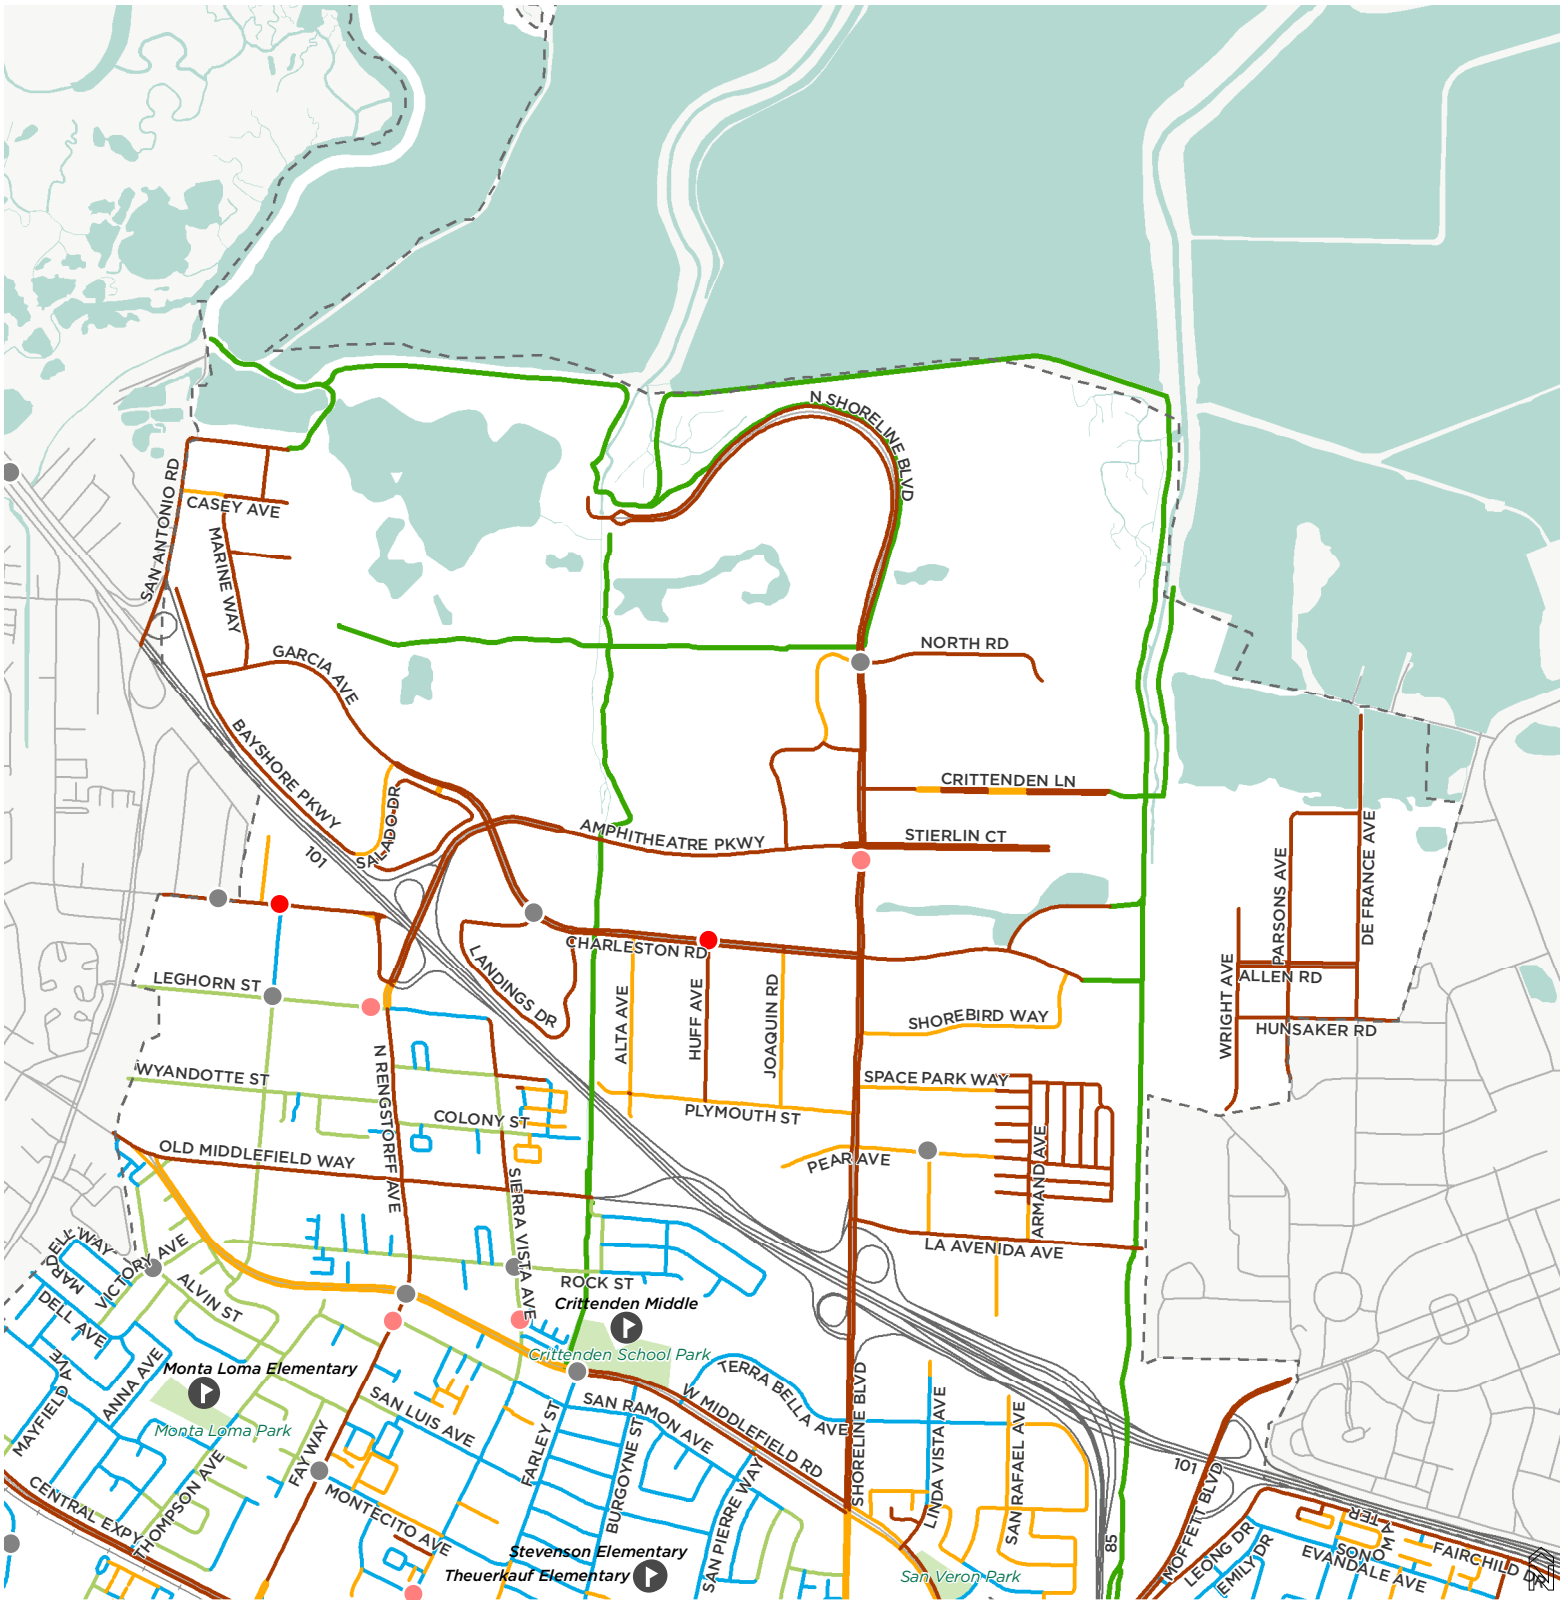 N SHORELINE BLVD
SAN ANTONIO RD
CASEY AVE
MARINE WAY
GARCIA AVE
NORTH RD
BAYSHORE PKWY
SALADO DR
CRITTENDEN LN
AMPHITHEATRE PKWY
STIERLIN CT
101
PARSONS AVE
DE FRANCE AVE
CHARLESTON RD
LANDINGS DR
LEGHORN ST
ALTA AVE
HUFF AVE
JOAQUIN RD
SHOREBIRD WAY
WRIGHT AVE
ALLEN RD
HUNSAKER RD
WYANDOTTE ST
N RENGSTORFF AVE
SPACE PARK WAY
COLONY ST
PLYMOUTH ST
OLD MIDDLEFIELD WAY
PEAR AVE
ARMAND AVE
SIERRA VISTA AVE
LA AVENIDA AVE
MARDELL WAY
VICTORY AVE
ALVIN ST
ROCK ST
Crittenden Middle
DELL AVE
Crittenden School Park
Monta Loma Elementary
MAYFIELD AVE
ANNA AVE
Monta Loma Park
SAN LUIS AVE
FARLEY ST
SAN RAMON AVE
W MIDDLEFIELD RD
TERRA BELLA AVE
SHORELINE BLVD
LINDA VISTA AVE
SAN RAFAEL AVE
FAY WAY
THOMPSON AVE
CENTRAL EXPY
MONTECITO AVE
BURGOYNE ST
SAN PIERRE WAY
Stevenson Elementary
Theuerkauf Elementary
San Veron Park
85
101
MOFFETT BLVD
LEONG DR
EMILY DR
SONOMA TER
EVANDALE AVE
FAIRCHILD DR
N